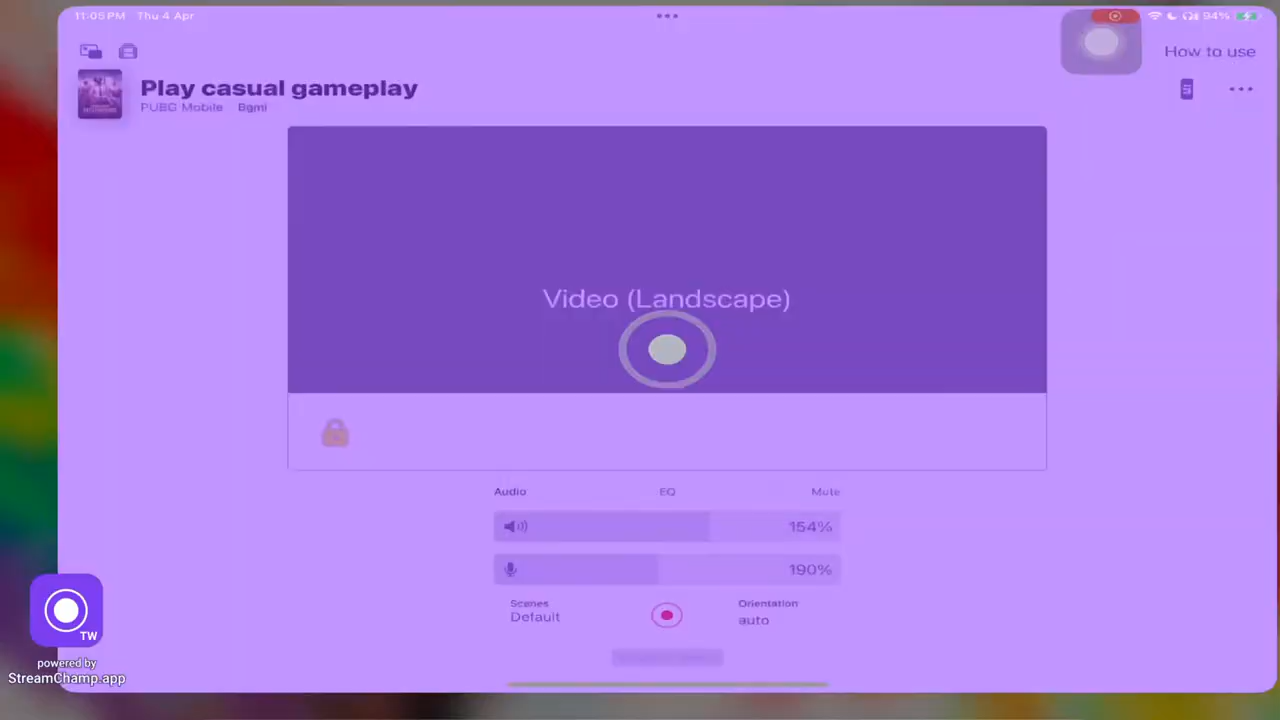 11:05 PM Thu 4 Apr
94%
How to use
Play casual gameplay
PUBG Mobile Bgmi
S
Video (Landscape)
Audio EQ Mute
154%
190%
Scenes Orientation
Default auto
TW
powered by
StreamChamp.app